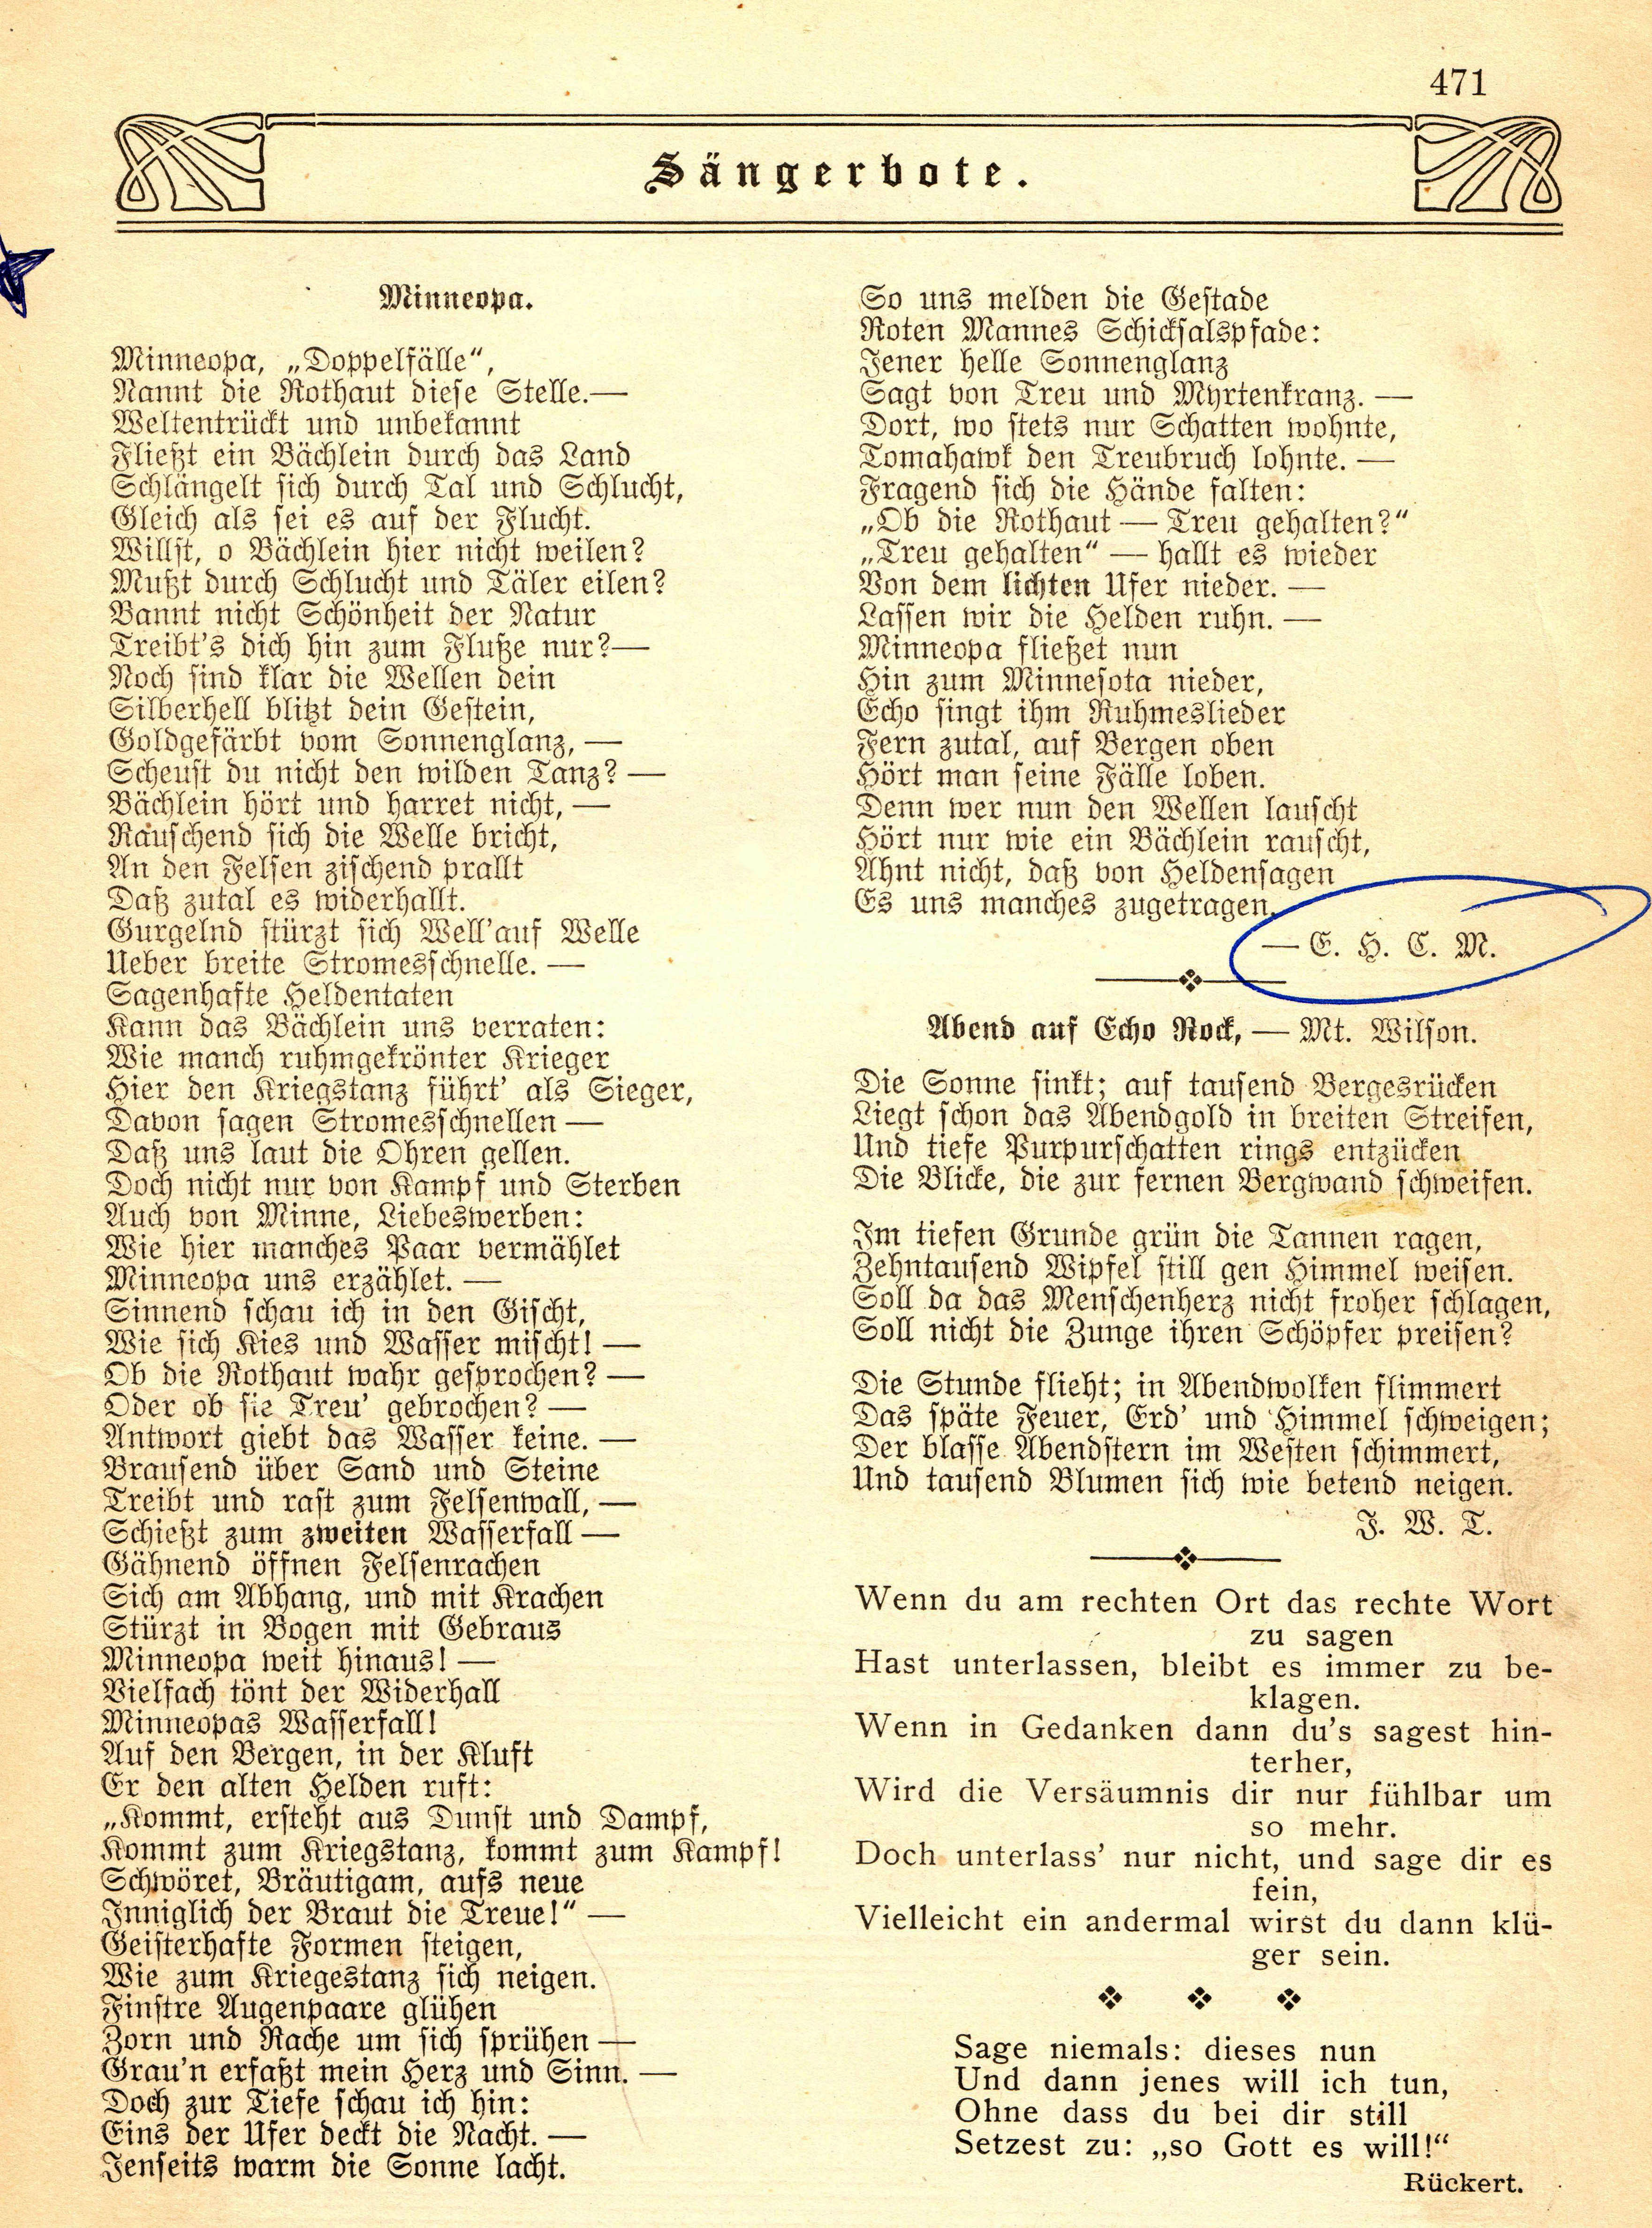 471
Sängerbote.
Minneopa.
Minneopa, „Doppelfälle“,
Nannt die Rothaut diese Stelle.—
Weltentrückt und unbekannt
Fließt ein Bächlein durch das Land
Schlängelt sich durch Tal und Schlucht,
Gleich als sei es auf der Flucht.
Willst, o Bächlein hier nicht weilen?
Mußt durch Schlucht und Täler eilen?
Bannt nicht Schönheit der Natur
Treibt's dich hin zum Fluße nur?—
Noch sind klar die Wellen dein
Silberhell blitzt dein Gestein,
Goldgefärbt vom Sonnenglanz, —
Scheust du nicht den wilden Tanz? —
Bächlein hört und harret nicht, —
Rauschend sich die Welle bricht,
An den Felsen zischend prallt
Daß zutal es widerhallt.
Gurgelnd stürzt sich Well'auf Welle
Ueber breite Stromesschnelle. —
Sagenhafte Heldentaten
Kann das Bächlein uns verraten:
Wie manch ruhmgekrönter Krieger
Hier den Kriegstanz führt' als Sieger,
Davon sagen Stromesschnellen —
Daß uns laut die Ohren gellen.
Doch nicht nur von Kampf und Sterben
Auch von Minne, Liebeswerben:
Wie hier manches Paar vermählet
Minneopa uns erzählet. —
Sinnend schau ich in den Gischt,
Wie sich Kies und Wasser mischt! —
Ob die Rothaut wahr gesprochen? —
Oder ob sie Treu' gebrochen? —
Antwort giebt das Wasser keine. —
Brausend über Sand und Steine
Treibt und rast zum Felsenwall, —
Schießt zum zweiten Wasserfall —
Gähnend öffnen Felsenrachen
Sich am Abhang, und mit Krachen
Stürzt in Bogen mit Gebraus
Minneopa weit hinaus! —
Vielfach tönt der Widerhall
Minneopas Wasserfall!
Auf den Bergen, in der Kluft
Er den alten Helden ruft:
„Kommt, ersteht aus Dunst und Dampf,
Kommt zum Kriegstanz, kommt zum Kampf!
Schwöret, Bräutigam, aufs neue
Inniglich der Braut die Treue!“ —
Geisterhafte Formen steigen,
Wie zum Kriegestanz sich neigen.
Finstre Augenpaare glühen
Zorn und Rache um sich sprühen —
Grau'n erfaßt mein Herz und Sinn. —
Doch zur Tiefe schau ich hin:
Eins der Ufer deckt die Nacht. —
Jenseits warm die Sonne lacht.
So uns melden die Gestade
Roten Mannes Schicksalspfade:
Jener helle Sonnenglanz
Sagt von Treu und Myrtenkranz. —
Dort, wo stets nur Schatten wohnte,
Tomahawk den Treubruch lohnte. —
Fragend sich die Hände falten:
„Ob die Rothaut — Treu gehalten?“
„Treu gehalten“ — hallt es wieder
Von dem lichten Ufer nieder. —
Lassen wir die Helden ruhn. —
Minneopa fließet nun
Hin zum Minnesota nieder,
Echo singt ihm Ruhmeslieder
Fern zutal, auf Bergen oben
Hört man seine Fälle loben.
Denn wer nun den Wellen lauscht
Hört nur wie ein Bächlein rauscht,
Ahnt nicht, daß von Heldensagen
Es uns manches zugetragen.
— E. H. C. M.
Abend auf Echo Rock, — Mt. Wilson.
Die Sonne sinkt; auf tausend Bergesrücken
Liegt schon das Abendgold in breiten Streifen,
Und tiefe Purpurschatten rings entzücken
Die Blicke, die zur fernen Bergwand schweifen.
Im tiefen Grunde grün die Tannen ragen,
Zehntausend Wipfel still gen Himmel weisen.
Soll da das Menschenherz nicht froher schlagen,
Soll nicht die Zunge ihren Schöpfer preisen?
Die Stunde flieht; in Abendwolken flimmert
Das späte Feuer, Erd' und Himmel schweigen;
Der blasse Abendstern im Westen schimmert,
Und tausend Blumen sich wie betend neigen.
J. W. T.
Wenn du am rechten Ort das rechte Wort
zu sagen
Hast unterlassen, bleibt es immer zu be-
klagen.
Wenn in Gedanken dann du's sagest hin-
terher,
Wird die Versäumnis dir nur fühlbar um
so mehr.
Doch unterlass' nur nicht, und sage dir es
fein,
Vielleicht ein andermal wirst du dann klü-
ger sein.
Sage niemals: dieses nun
Und dann jenes will ich tun,
Ohne dass du bei dir still
Setzest zu: „so Gott es will!“
Rückert.